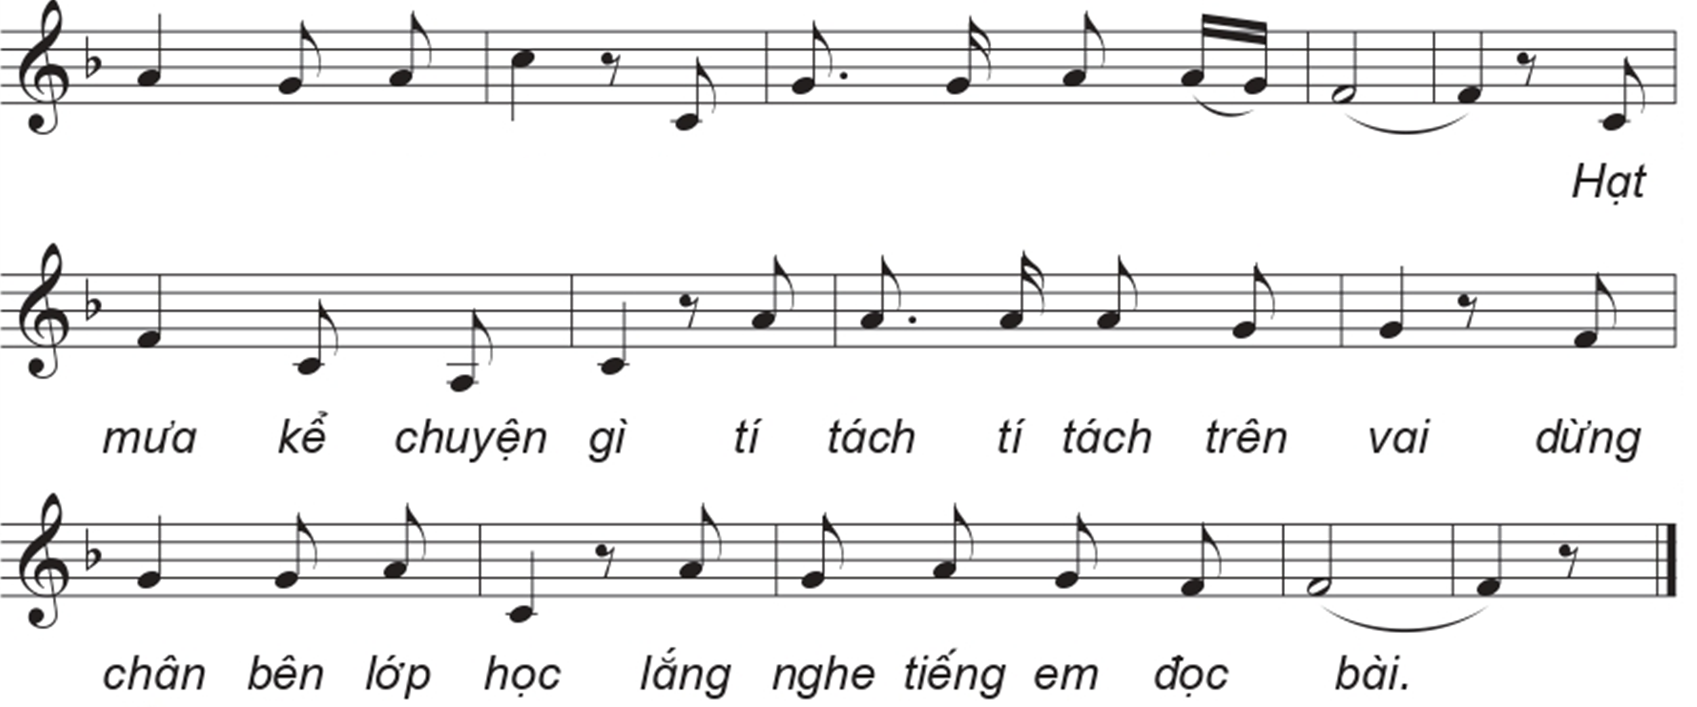 Hạt
mưa kể chuyện gì tí tách tí tách trên vai dừng
chân bên lớp học lắng nghe tiếng em đọc bài.